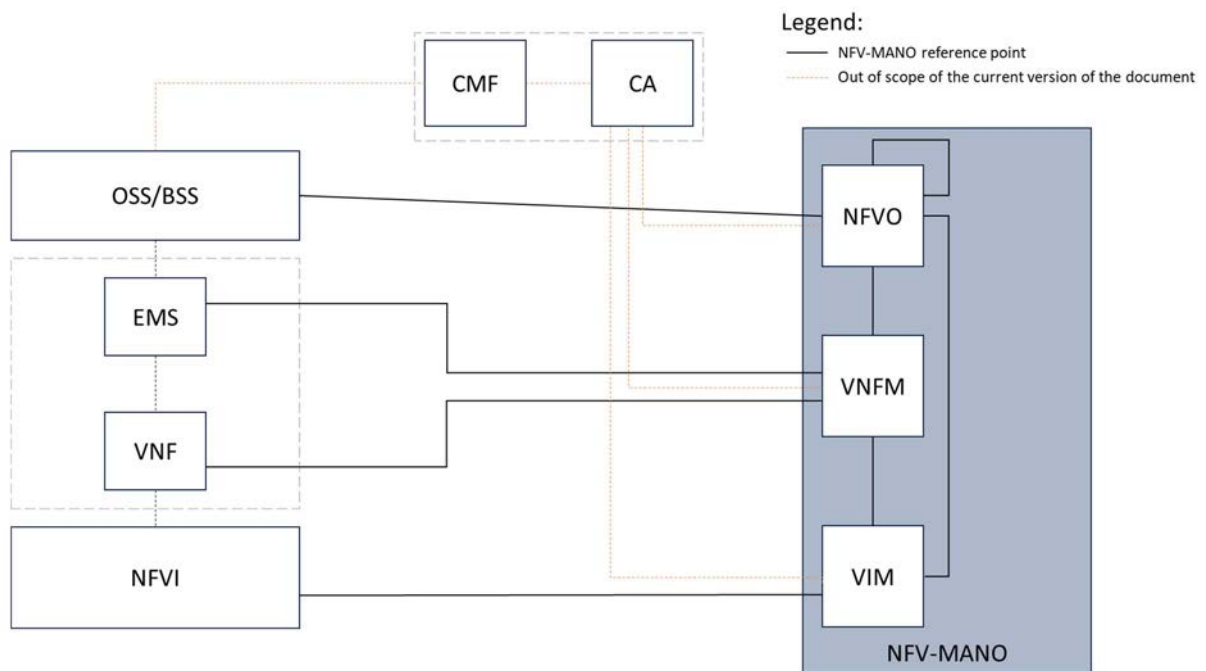 Legend:
NFV-MANO reference point
Out of scope of the current version of the document
CMF
CA
OSS/BSS
NFVO
EMS
VNFM
VNF
NFVI
VIM
NFV-MANO